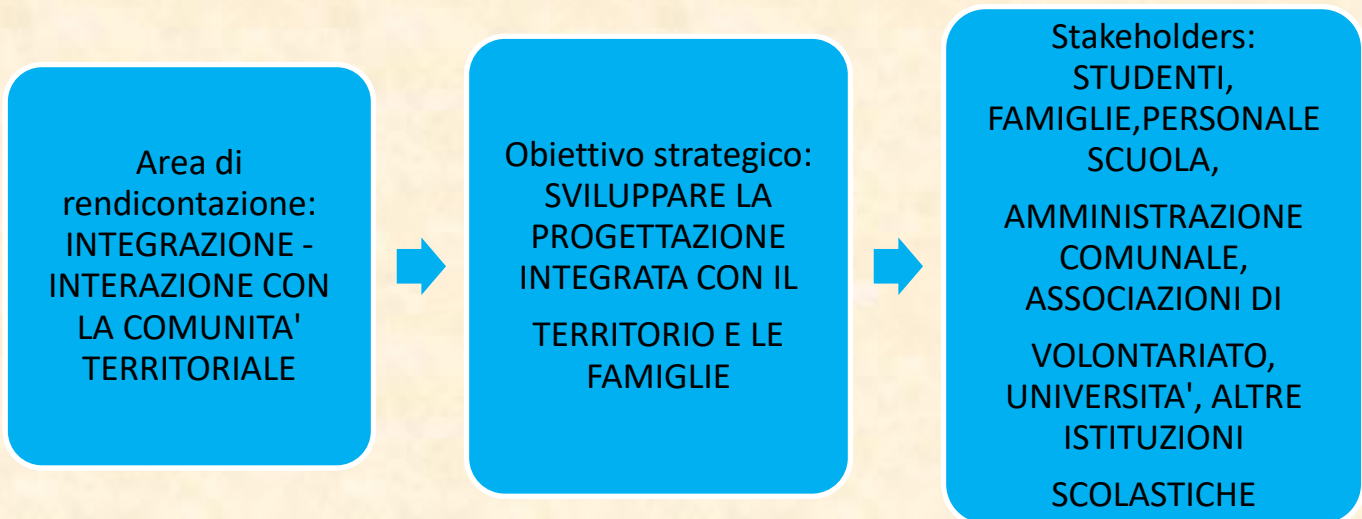 Area di
rendicontazione:
INTEGRAZIONE -
INTERAZIONE CON
LA COMUNITA'
TERRITORIALE
Obiettivo strategico:
SVILUPPARE LA
PROGETTAZIONE
INTEGRATA CON IL
TERRITORIO E LE
FAMIGLIE
Stakeholders:
STUDENTI,
FAMIGLIE,PERSONALE
SCUOLA,
AMMINISTRAZIONE
COMUNALE,
ASSOCIAZIONI DI
VOLONTARIATO,
UNIVERSITA', ALTRE
ISTITUZIONI
SCOLASTICHE